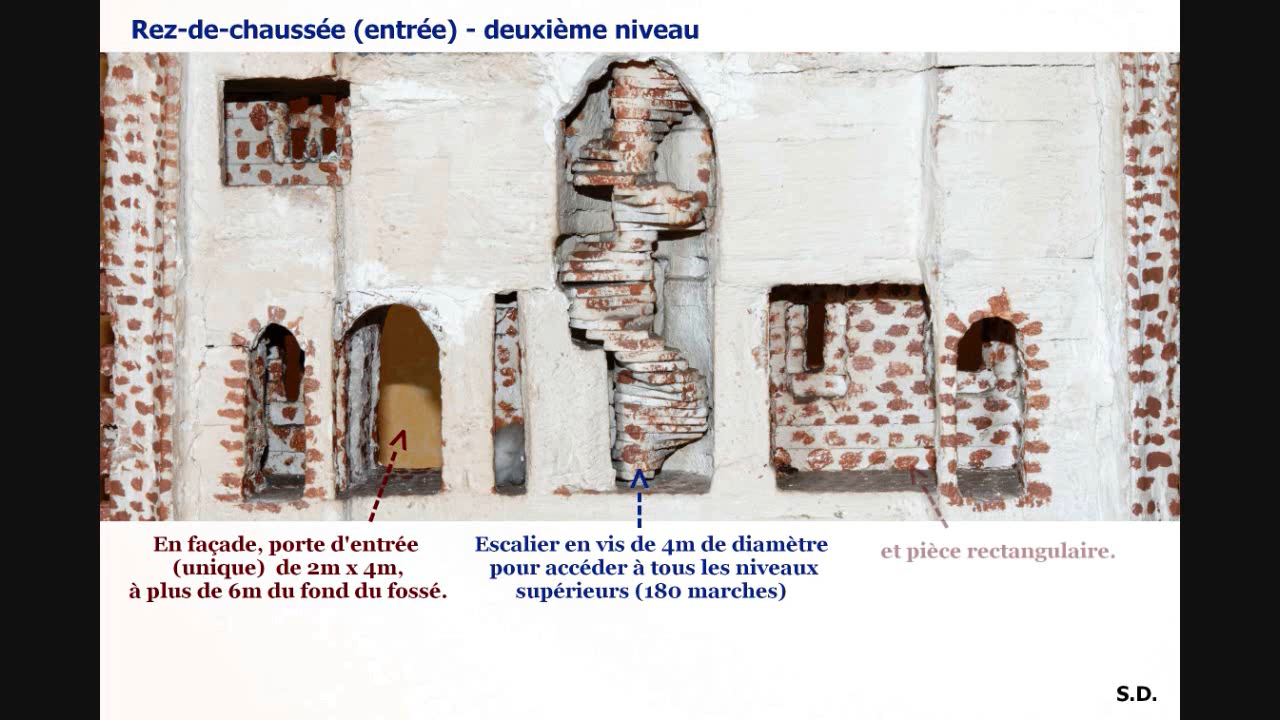 Rez-de-chaussée (entrée) - deuxième niveau
En façade, porte d'entrée
(unique) de 2m x 4m,
à plus de 6m du fond du fossé.
Escalier en vis de 4m de diamètre
pour accéder à tous les niveaux
supérieurs (180 marches)
et pièce rectangulaire.
S.D.